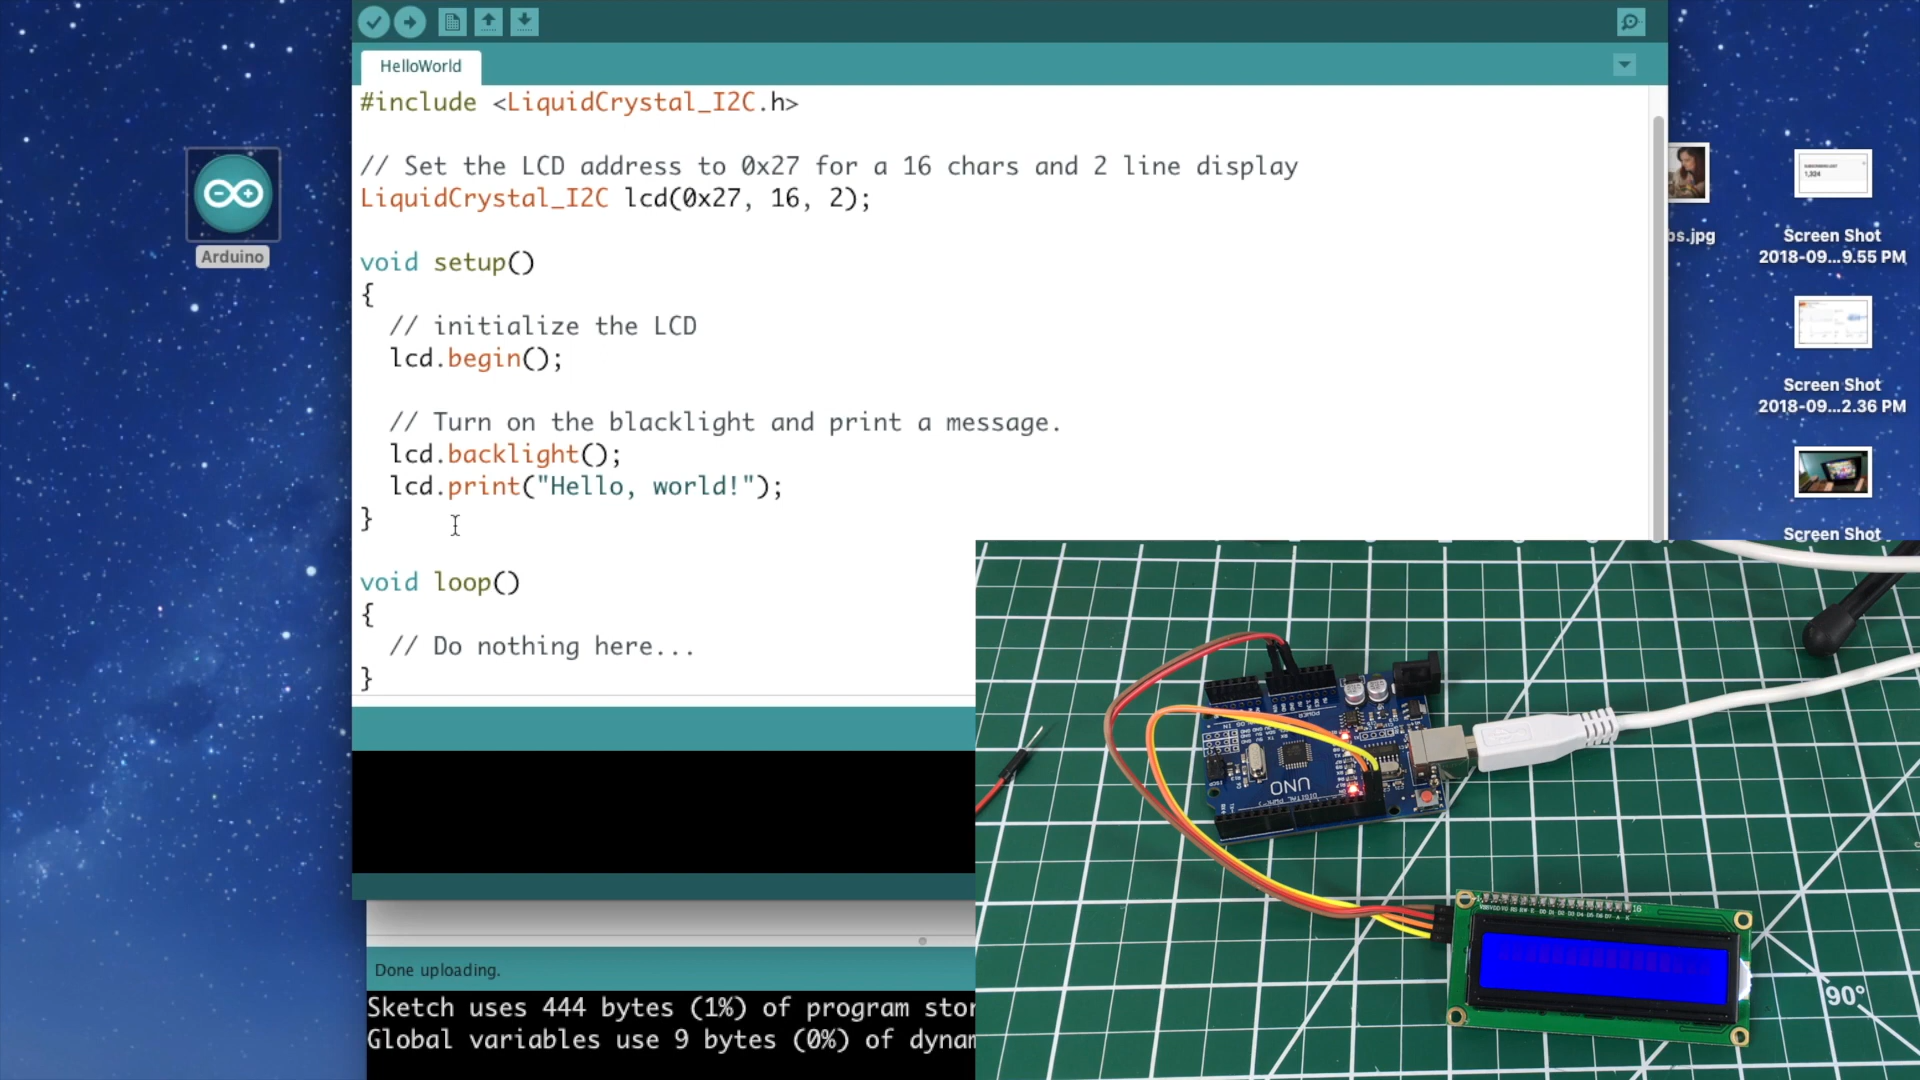 HelloWorld
#include <LiquidCrystal_I2C.h>
// Set the LCD address to 0x27 for a 16 chars and 2 line display
LiquidCrystal_I2C lcd(0x27, 16, 2);
void setup()
{
// initialize the LCD
lcd.begin();
// Turn on the blacklight and print a message.
lcd.backlight();
lcd.print("Hello, world!");
}
void loop()
{
// Do nothing here...
}
Arduino
bs.jpg
Screen Shot
2018-09...9.55 PM
Screen Shot
2018-09...2.36 PM
Screen Shot
Done uploading.
Sketch uses 444 bytes (1%) of program stor
Global variables use 9 bytes (0%) of dynam
UNO
90°